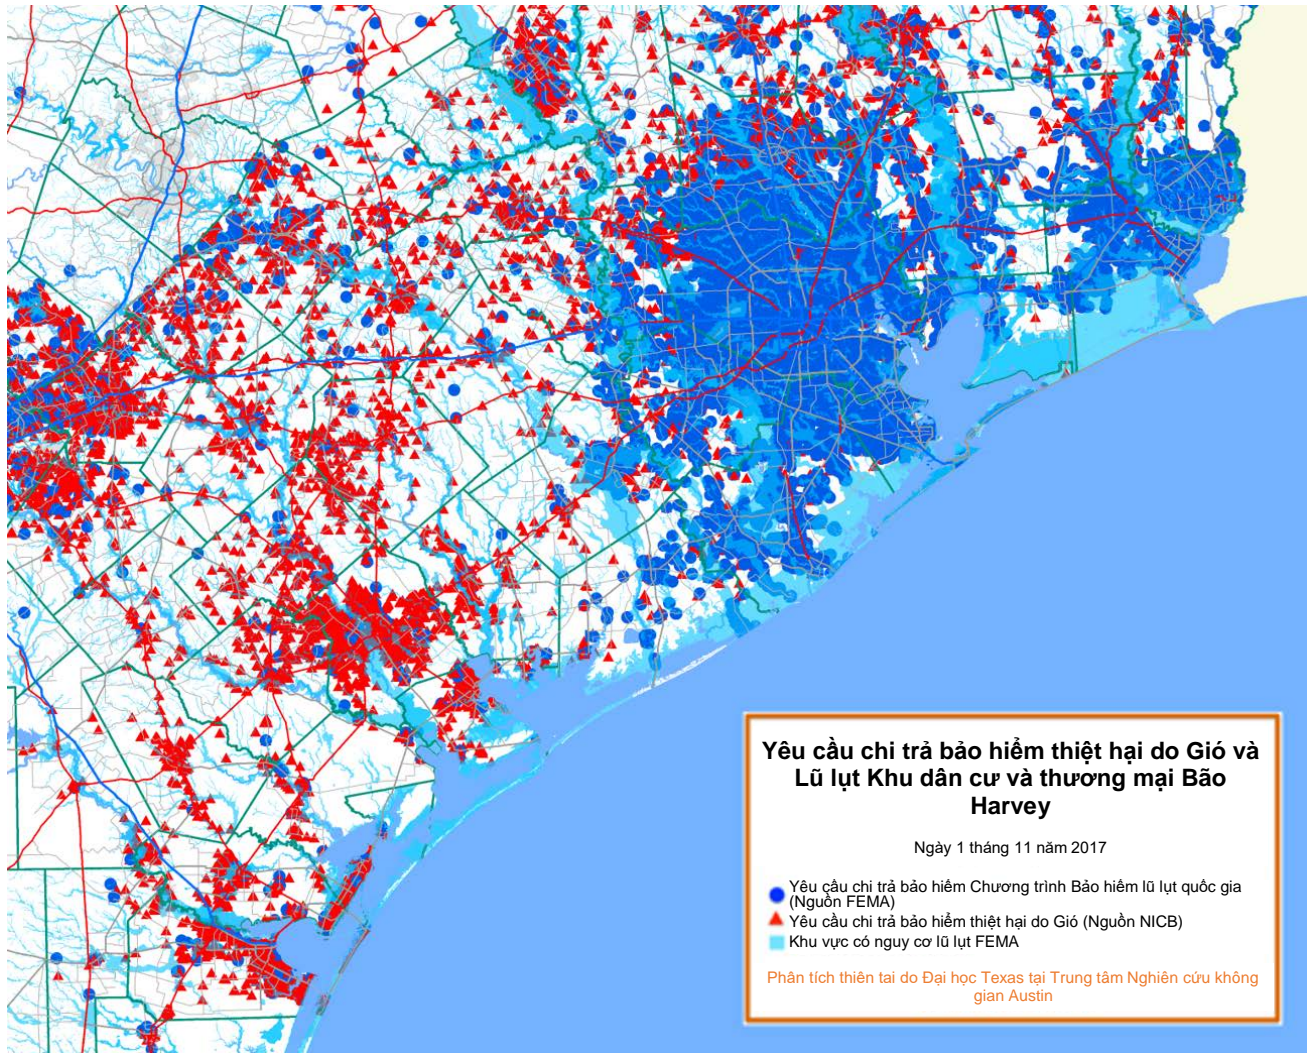 Yêu cầu chi trả bảo hiểm thiệt hại do Gió và
Lũ lụt Khu dân cư và thương mại Bão
Harvey
Ngày 1 tháng 11 năm 2017
Yêu cầu chi trả bảo hiểm Chương trình Bảo hiểm lũ lụt quốc gia
(Nguồn FEMA)
Yêu cầu chi trả bảo hiểm thiệt hại do Gió (Nguồn NICB)
Khu vực có nguy cơ lũ lụt FEMA
Phân tích thiên tai do Đại học Texas tại Trung tâm Nghiên cứu không
gian Austin